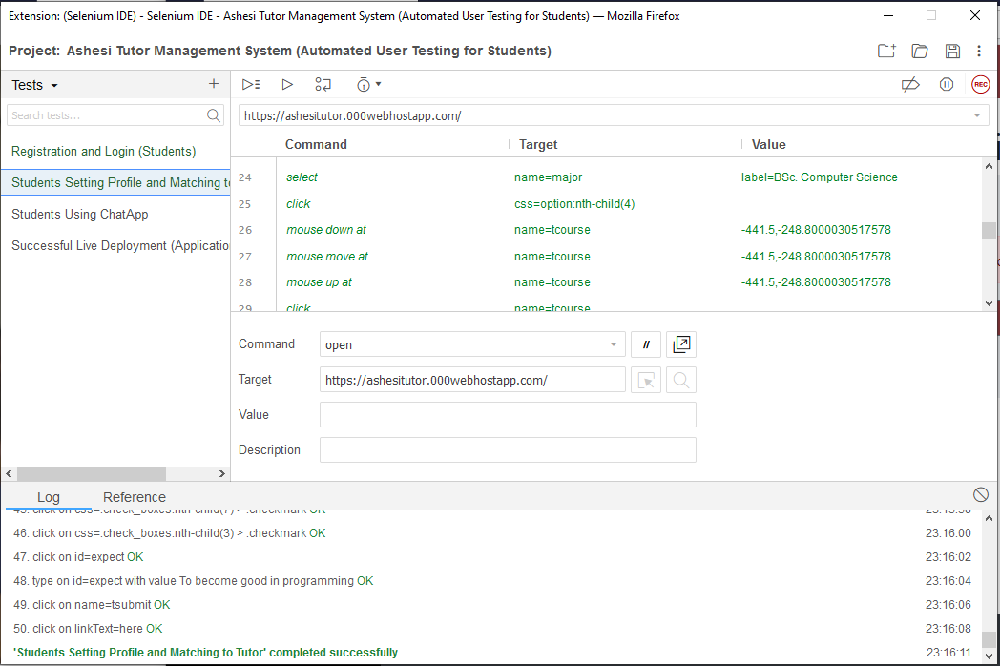 Extension: (Selenium IDE) - Selenium IDE - Ashesi Tutor Management System (Automated User Testing for Students) — Mozilla Firefox
Project: Ashesi Tutor Management System (Automated User Testing for Students)
Tests
REC
Search tests...
https://ashesitutor.000webhostapp.com/
Registration and Login (Students)
Students Setting Profile and Matching to
Students Using ChatApp
Successful Live Deployment (Applicatio
Command Target Value
24 select name=major label=BSc. Computer Science
25 click css=option:nth-child(4)
26 mouse down at name=tcourse -441.5,-248.8000030517578
27 mouse move at name=tcourse -441.5,-248.8000030517578
28 mouse up at name=tcourse -441.5,-248.8000030517578
29 click name=tcourse
Command open //
Target https://ashesitutor.000webhostapp.com/
Value
Description
Log Reference
45. click on css=.check_boxes:nth-child(7) > .checkmark OK 23:15:58
46. click on css=.check_boxes:nth-child(3) > .checkmark OK 23:16:00
47. click on id=expect OK 23:16:02
48. type on id=expect with value To become good in programming OK 23:16:04
49. click on name=tsubmit OK 23:16:06
50. click on linkText=here OK 23:16:08
'Students Setting Profile and Matching to Tutor' completed successfully 23:16:11